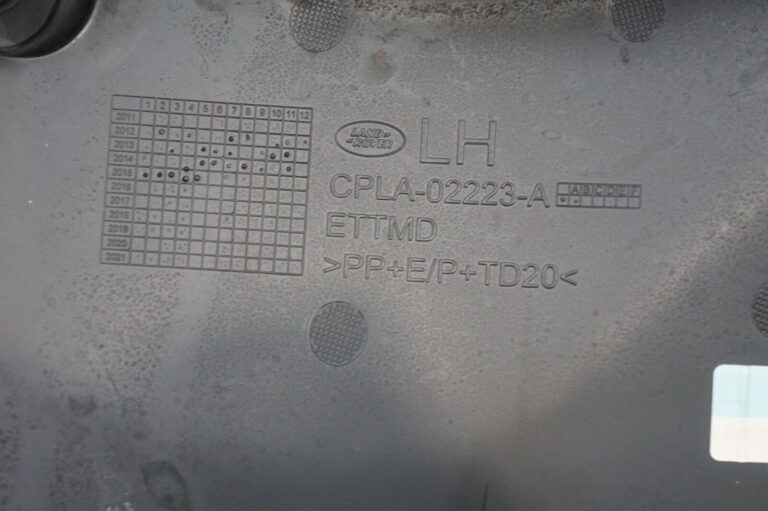 1 2 3 4 5 6 7 8 9 10 11 12
2011
2012
2013
2014
2015
2016
2017
2018
2019
2020
2021
LAND ROVER
LH
CPLA-02223-A
A B C D E F
ETTMD
>PP+E/P+TD20<